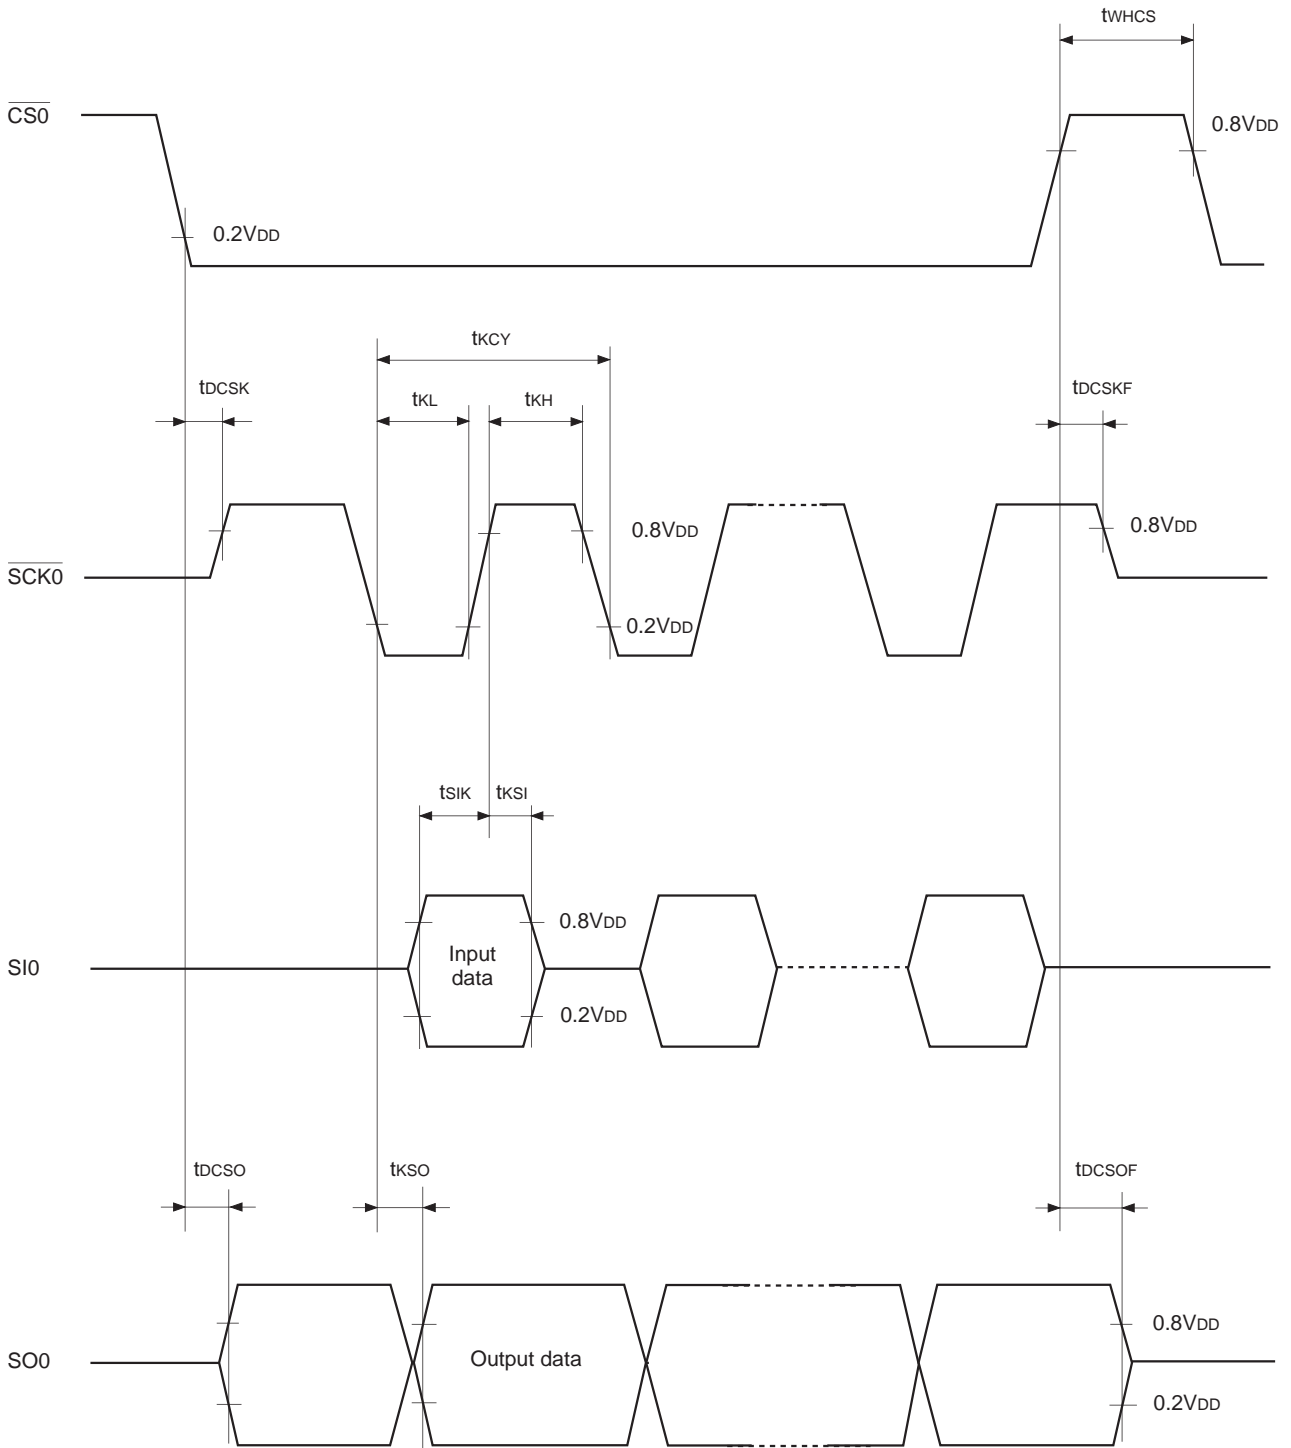 tWHCS
CS0
0.8VDD
0.2VDD
tKCY
tDCSK
tKL
tKH
tDCSKF
0.8VDD
0.8VDD
SCK0
0.2VDD
tSIK
tKSI
0.8VDD
Input
data
SI0
0.2VDD
tDCSO
tKSO
tDCSOF
0.8VDD
SO0
Output data
0.2VDD